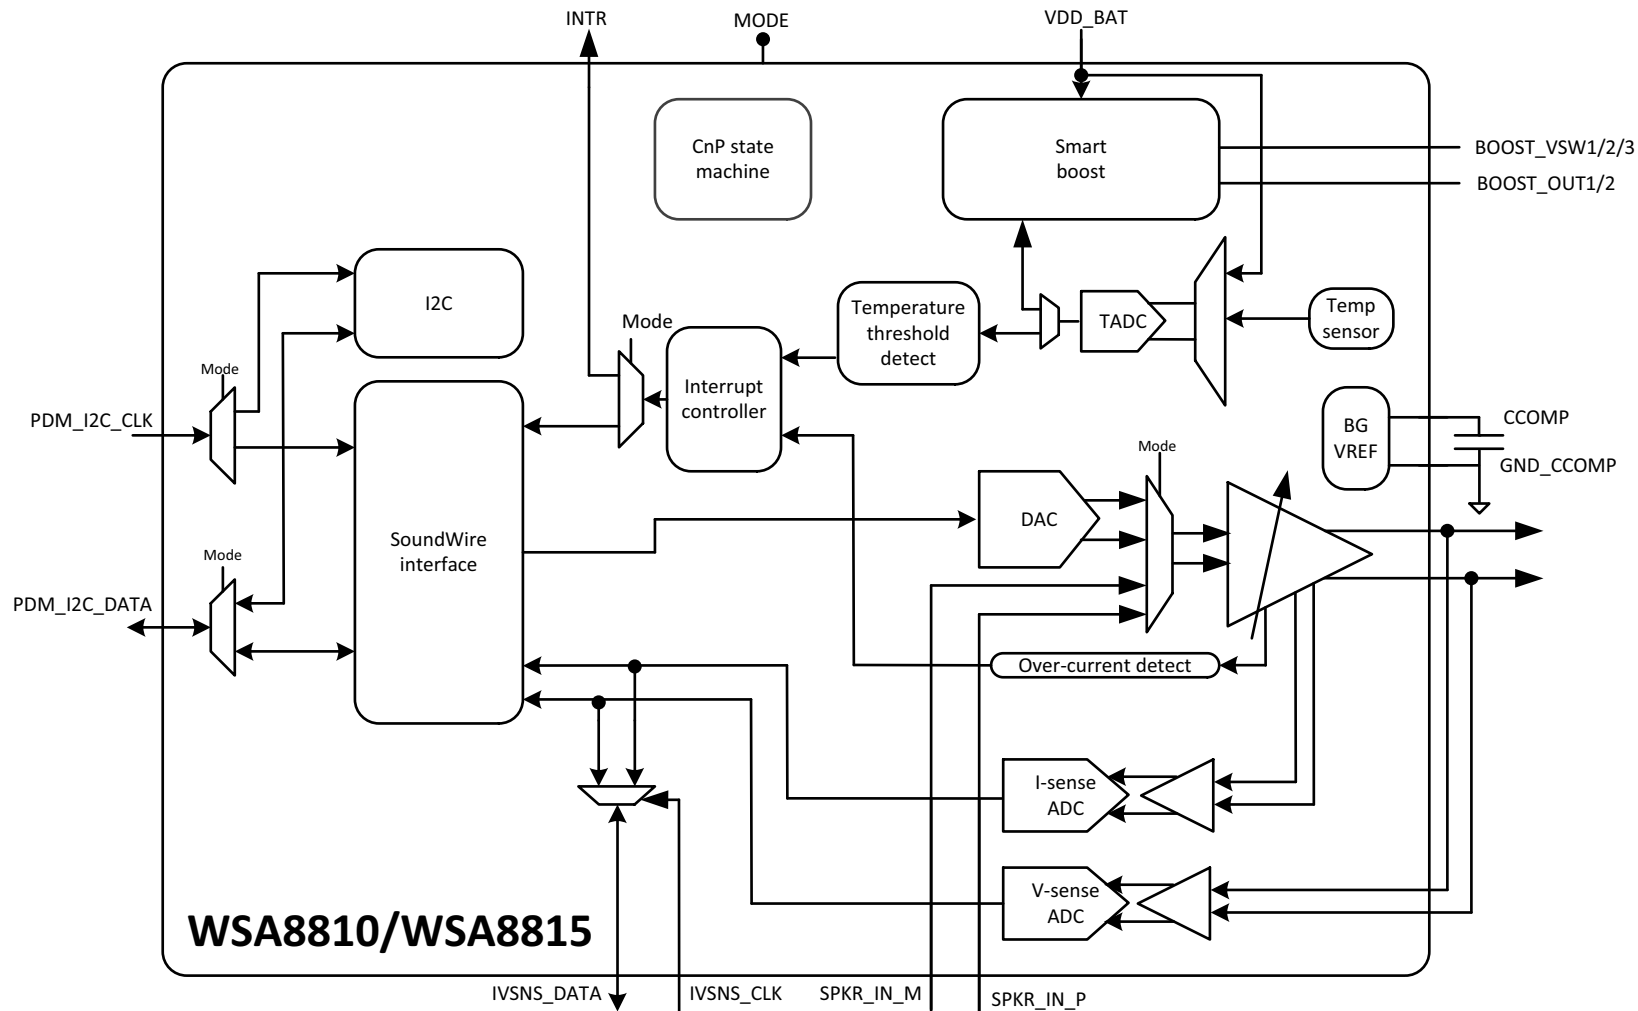 INTR
MODE
VDD_BAT
CnP state
machine
Smart
boost
BOOST_VSW1/2/3
BOOST_OUT1/2
I2C
Mode
Temperature
threshold
detect
TADC
Temp
sensor
Mode
Interrupt
controller
PDM_I2C_CLK
BG
VREF
CCOMP
GND_CCOMP
Mode
DAC
SoundWire
interface
Mode
PDM_I2C_DATA
Over-current detect
I-sense
ADC
V-sense
ADC
WSA8810/WSA8815
IVSNS_DATA
IVSNS_CLK
SPKR_IN_M
SPKR_IN_P